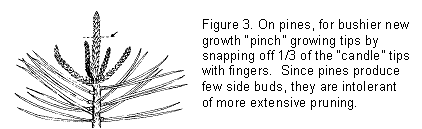 Figure 3. On pines, for bushier new
growth "pinch" growing tips by
snapping off 1/3 of the "candle" tips
with fingers.  Since pines produce
few side buds, they are intolerant
of more extensive pruning.